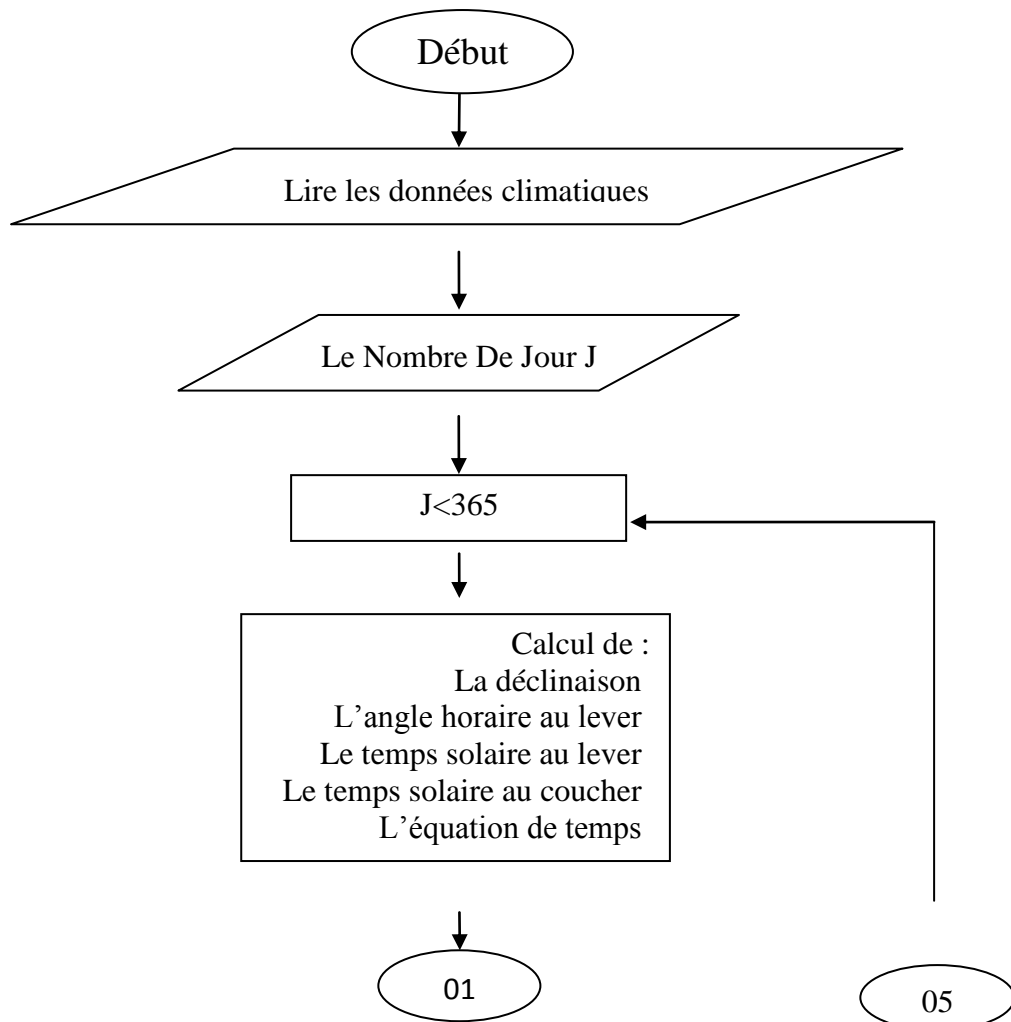 Début
Lire les données climatiques
Le Nombre De Jour J
J<365
Calcul de :
La déclinaison
L’angle horaire au lever
Le temps solaire au lever
Le temps solaire au coucher
L’équation de temps
01
05